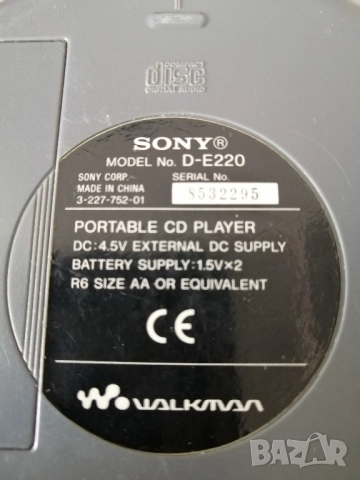 COMPACT
disc
DIGITAL AUDIO
SONY®
MODEL No. D-E220
SONY CORP. SERIAL No.
MADE IN CHINA 8532295
3-227-752-01
PORTABLE CD PLAYER
DC:4.5V EXTERNAL DC SUPPLY
BATTERY SUPPLY:1.5V×2
R6 SIZE AA OR EQUIVALENT
CE
W. WALKMAN
BAZAR